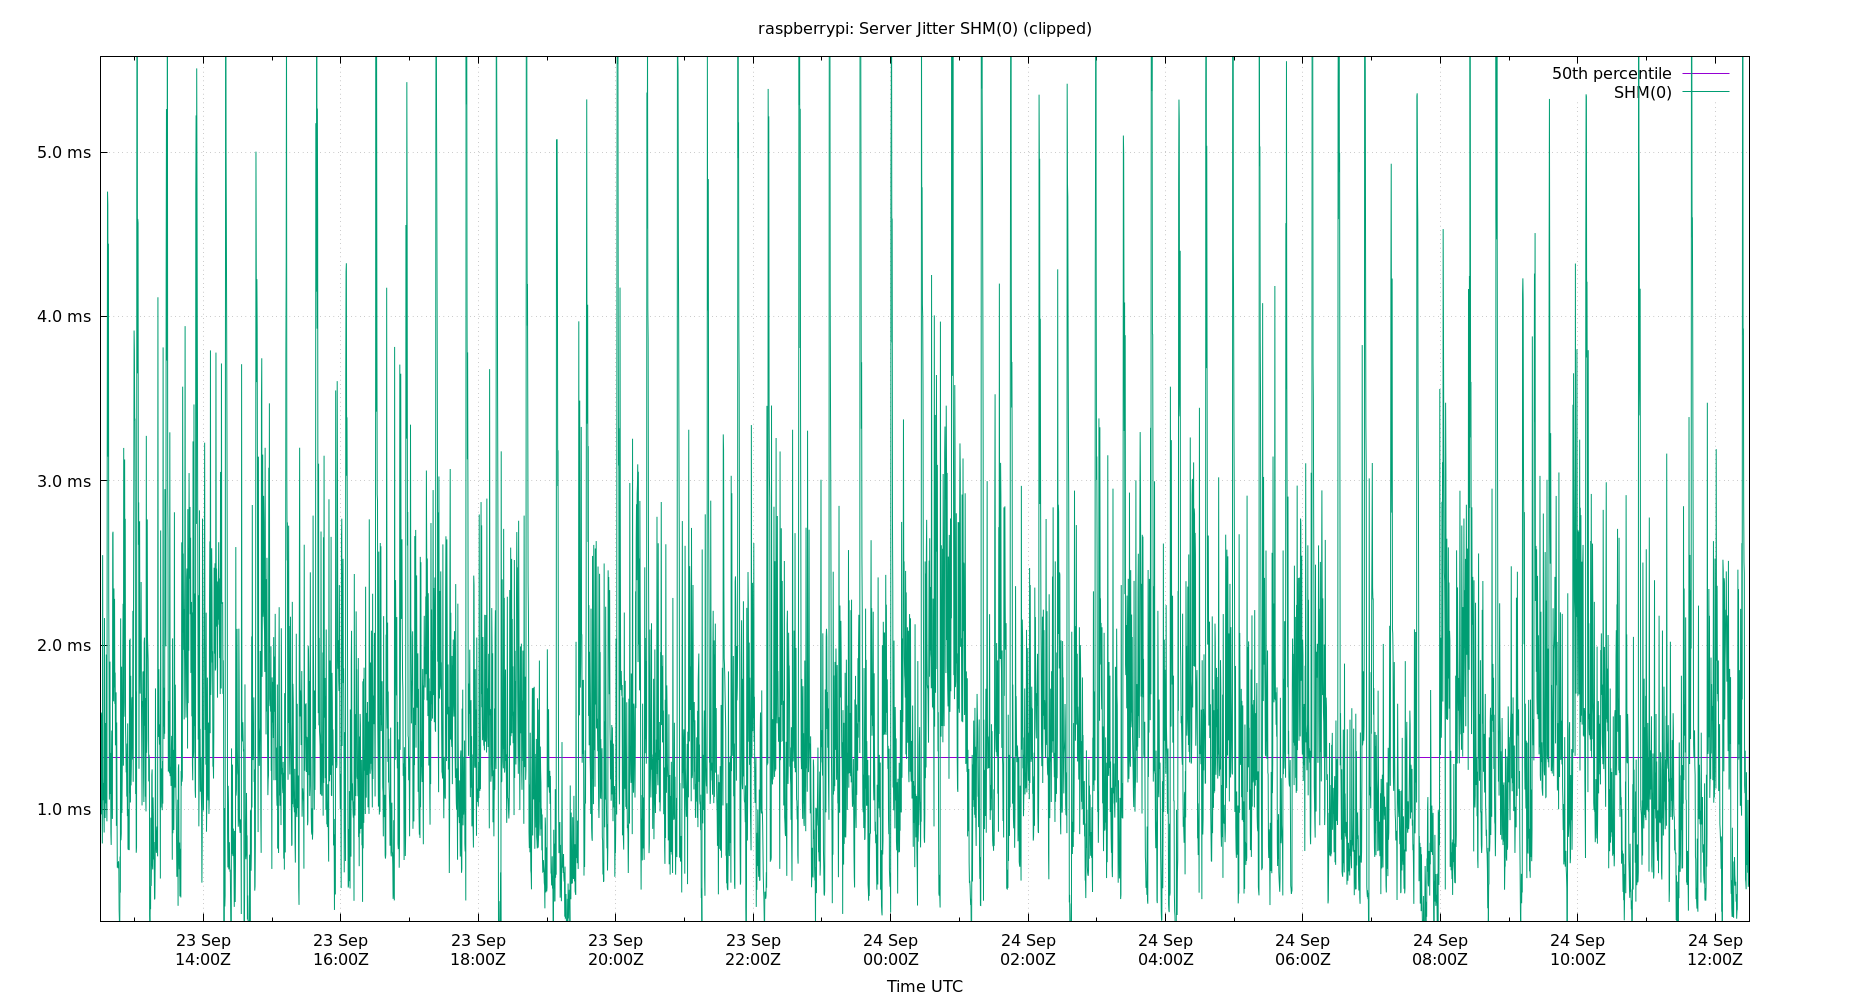 raspberrypi: Server Jitter SHM(0) (clipped)
50th percentile
SHM(0)
5.0 ms
4.0 ms
3.0 ms
2.0 ms
1.0 ms
23 Sep 23 Sep 23 Sep 23 Sep 23 Sep 24 Sep 24 Sep 24 Sep 24 Sep 24 Sep 24 Sep 24 Sep
14:00Z 16:00Z 18:00Z 20:00Z 22:00Z 00:00Z 02:00Z 04:00Z 06:00Z 08:00Z 10:00Z 12:00Z
Time UTC